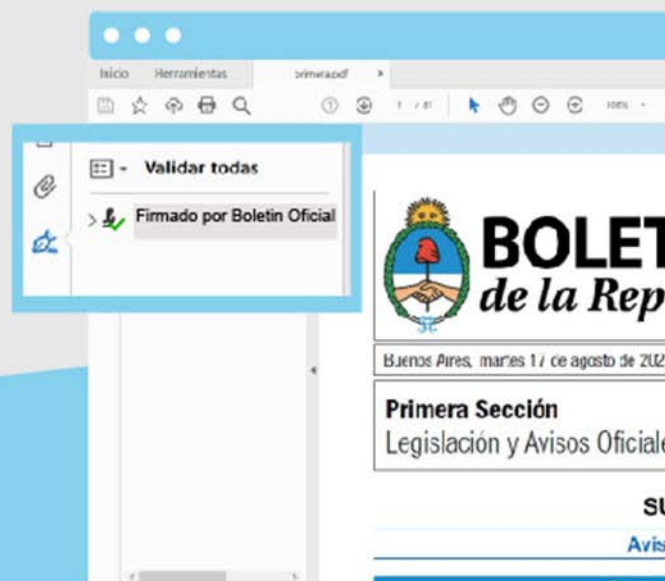 Inicio Herramientas primera.pdf ×
1 / 81 100%
Validar todas
Firmado por Boletin Oficial
BOLET
de la Rep
Buenos Aires, martes 17 de agosto de 202
Primera Sección
Legislación y Avisos Oficiale
SU
Avis